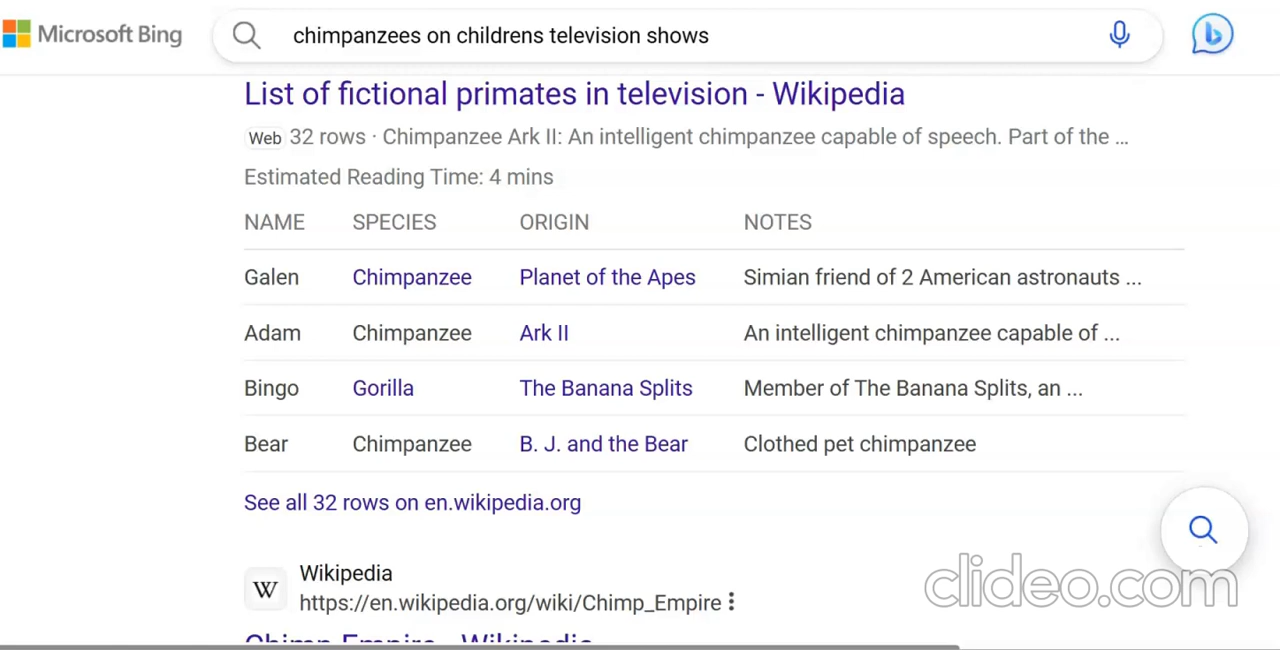 Microsoft Bing
chimpanzees on childrens television shows
List of fictional primates in television - Wikipedia
Web 32 rows · Chimpanzee Ark II: An intelligent chimpanzee capable of speech. Part of the ...
Estimated Reading Time: 4 mins
NAME SPECIES ORIGIN NOTES
Galen Chimpanzee Planet of the Apes Simian friend of 2 American astronauts ...
Adam Chimpanzee Ark II An intelligent chimpanzee capable of ...
Bingo Gorilla The Banana Splits Member of The Banana Splits, an ...
Bear Chimpanzee B. J. and the Bear Clothed pet chimpanzee
See all 32 rows on en.wikipedia.org
W
Wikipedia
https://en.wikipedia.org/wiki/Chimp_Empire
clideo.com
Chimp Empire - Wikipedia